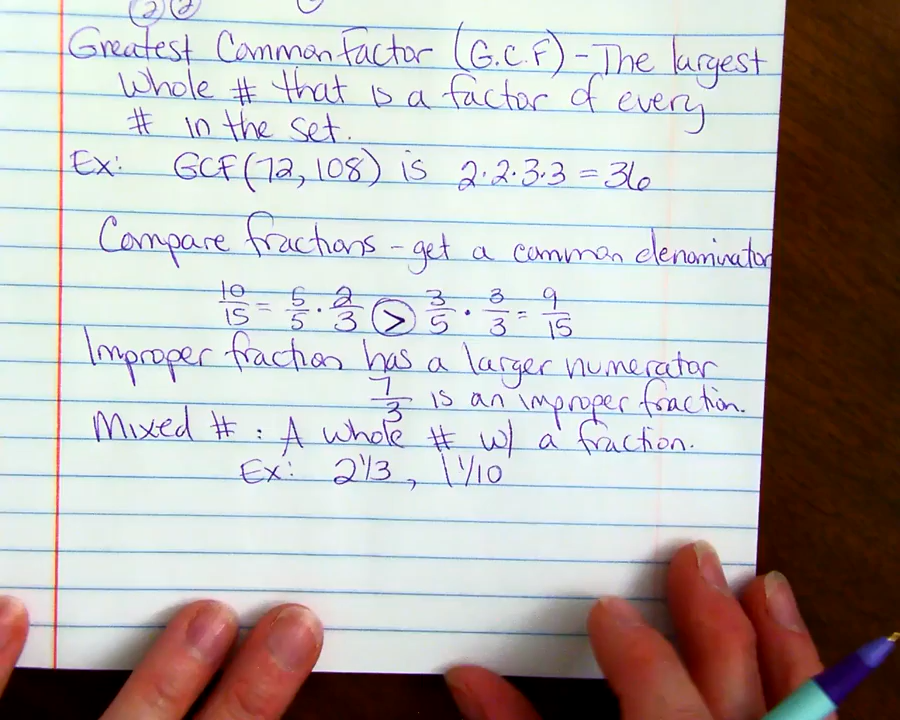 Greatest Common Factor (G.C.F) - The largest
Whole # that is a factor of every
# in the set.
Ex: GCF(72, 108) is 2·2·3·3 = 36
Compare fractions - get a common denominator
10/15 = 5/5 · 2/3 > 3/5 · 3/3 = 9/15
Improper fraction has a larger numerator
7/3 is an improper fraction.
Mixed # : A whole # w/ a fraction.
Ex: 2 1/3, 1 1/10